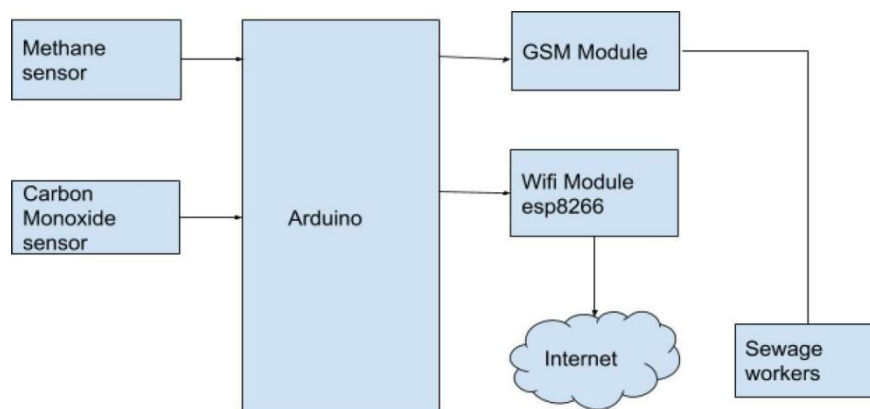 Methane
sensor
GSM Module
Carbon
Monoxide
sensor
Arduino
Wifi Module
esp8266
Internet
Sewage
workers